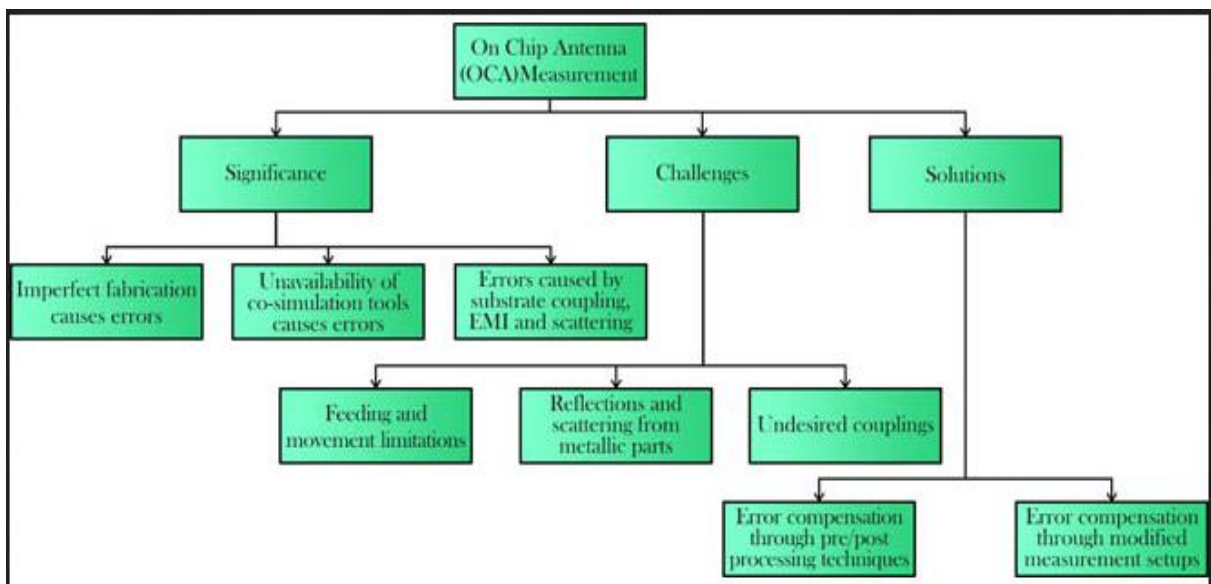 On Chip Antenna
(OCA)Measurement
Significance
Challenges
Solutions
Imperfect fabrication
causes errors
Unavailability of
co-simulation tools
causes errors
Errors caused by
substrate coupling,
EMI and scattering
Feeding and
movement limitations
Reflections and
scattering from
metallic parts
Undesired couplings
Error compensation
through pre/post
processing techniques
Error compensation
through modified
measurement setups